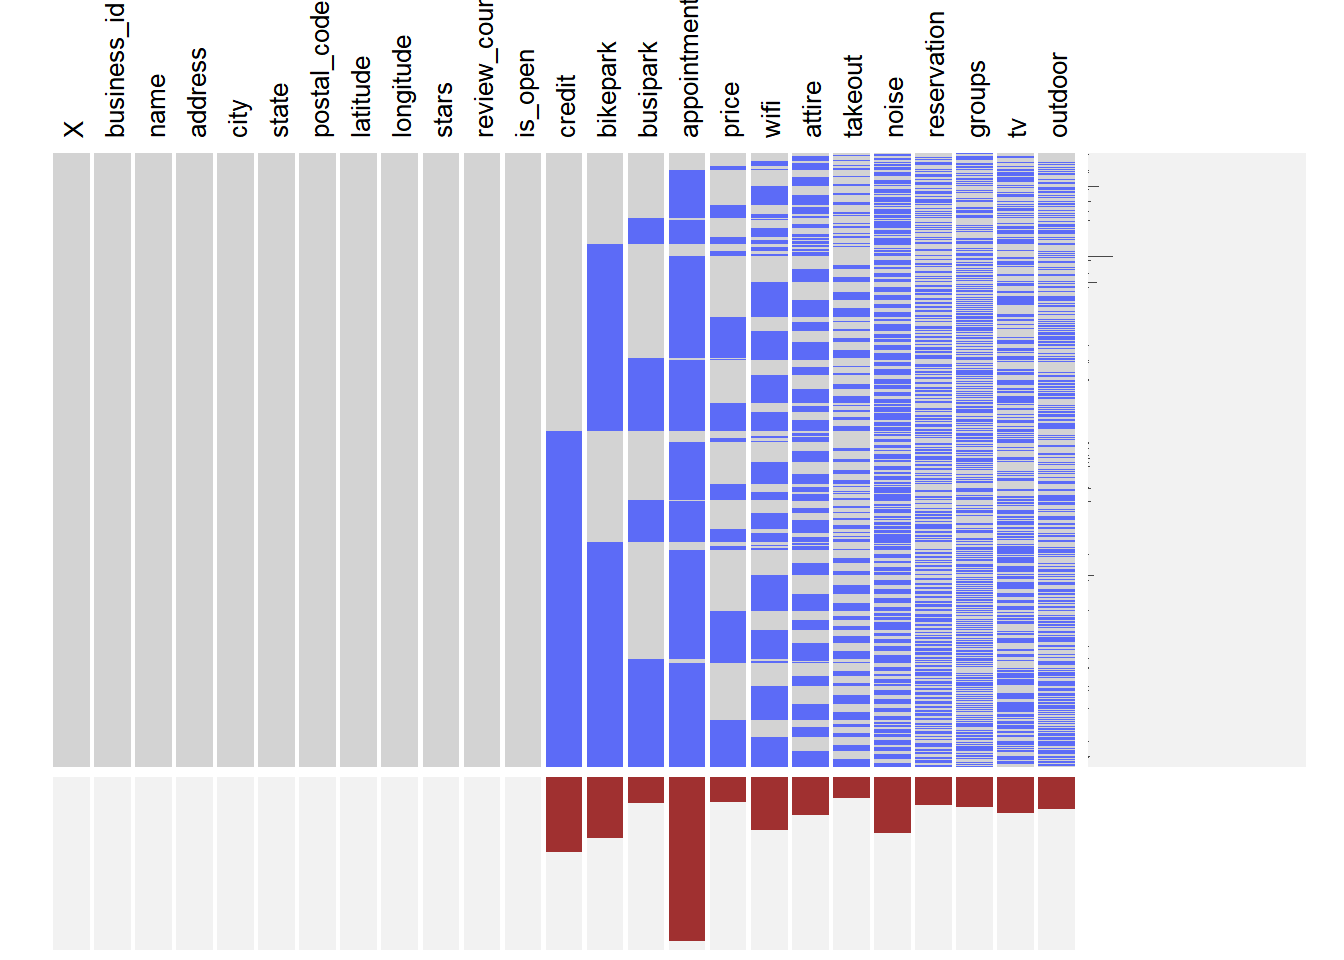 X
business_id
name
address
city
state
postal_code
latitude
longitude
stars
review_cour
is_open
credit
bikepark
busipark
appointment
price
wifi
attire
takeout
noise
reservation
groups
tv
outdoor